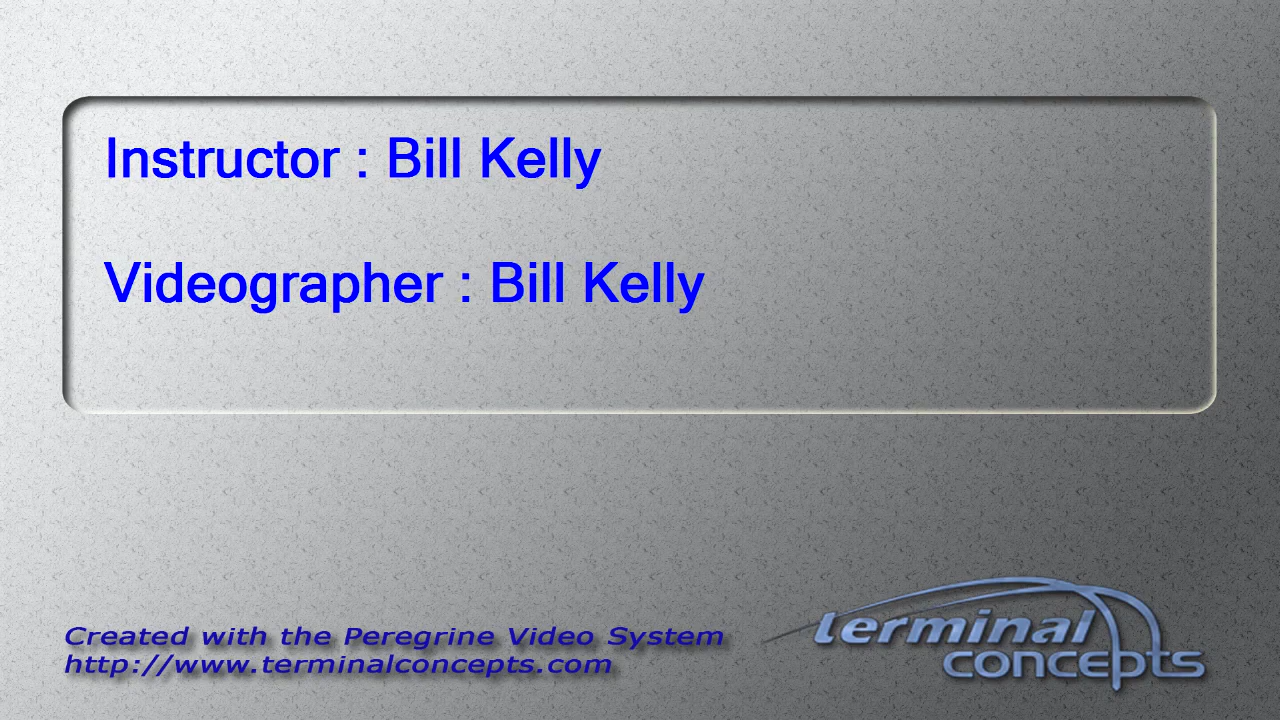 Instructor : Bill Kelly
Videographer : Bill Kelly
Created with the Peregrine Video System
http://www.terminalconcepts.com
terminal
concepts